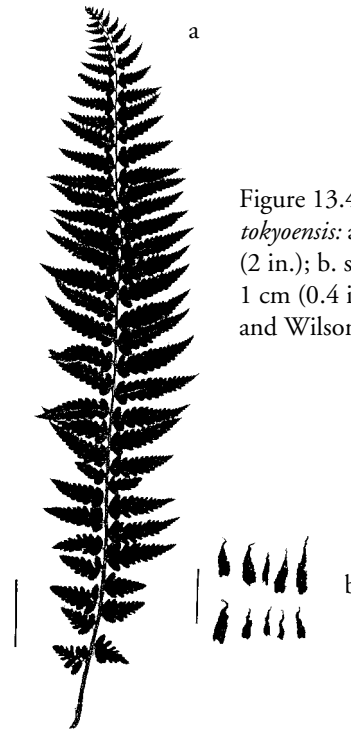 a
Figure 13.4
tokyoensis:
(2 in.); b.
1 cm (0.4
and Wilson
b